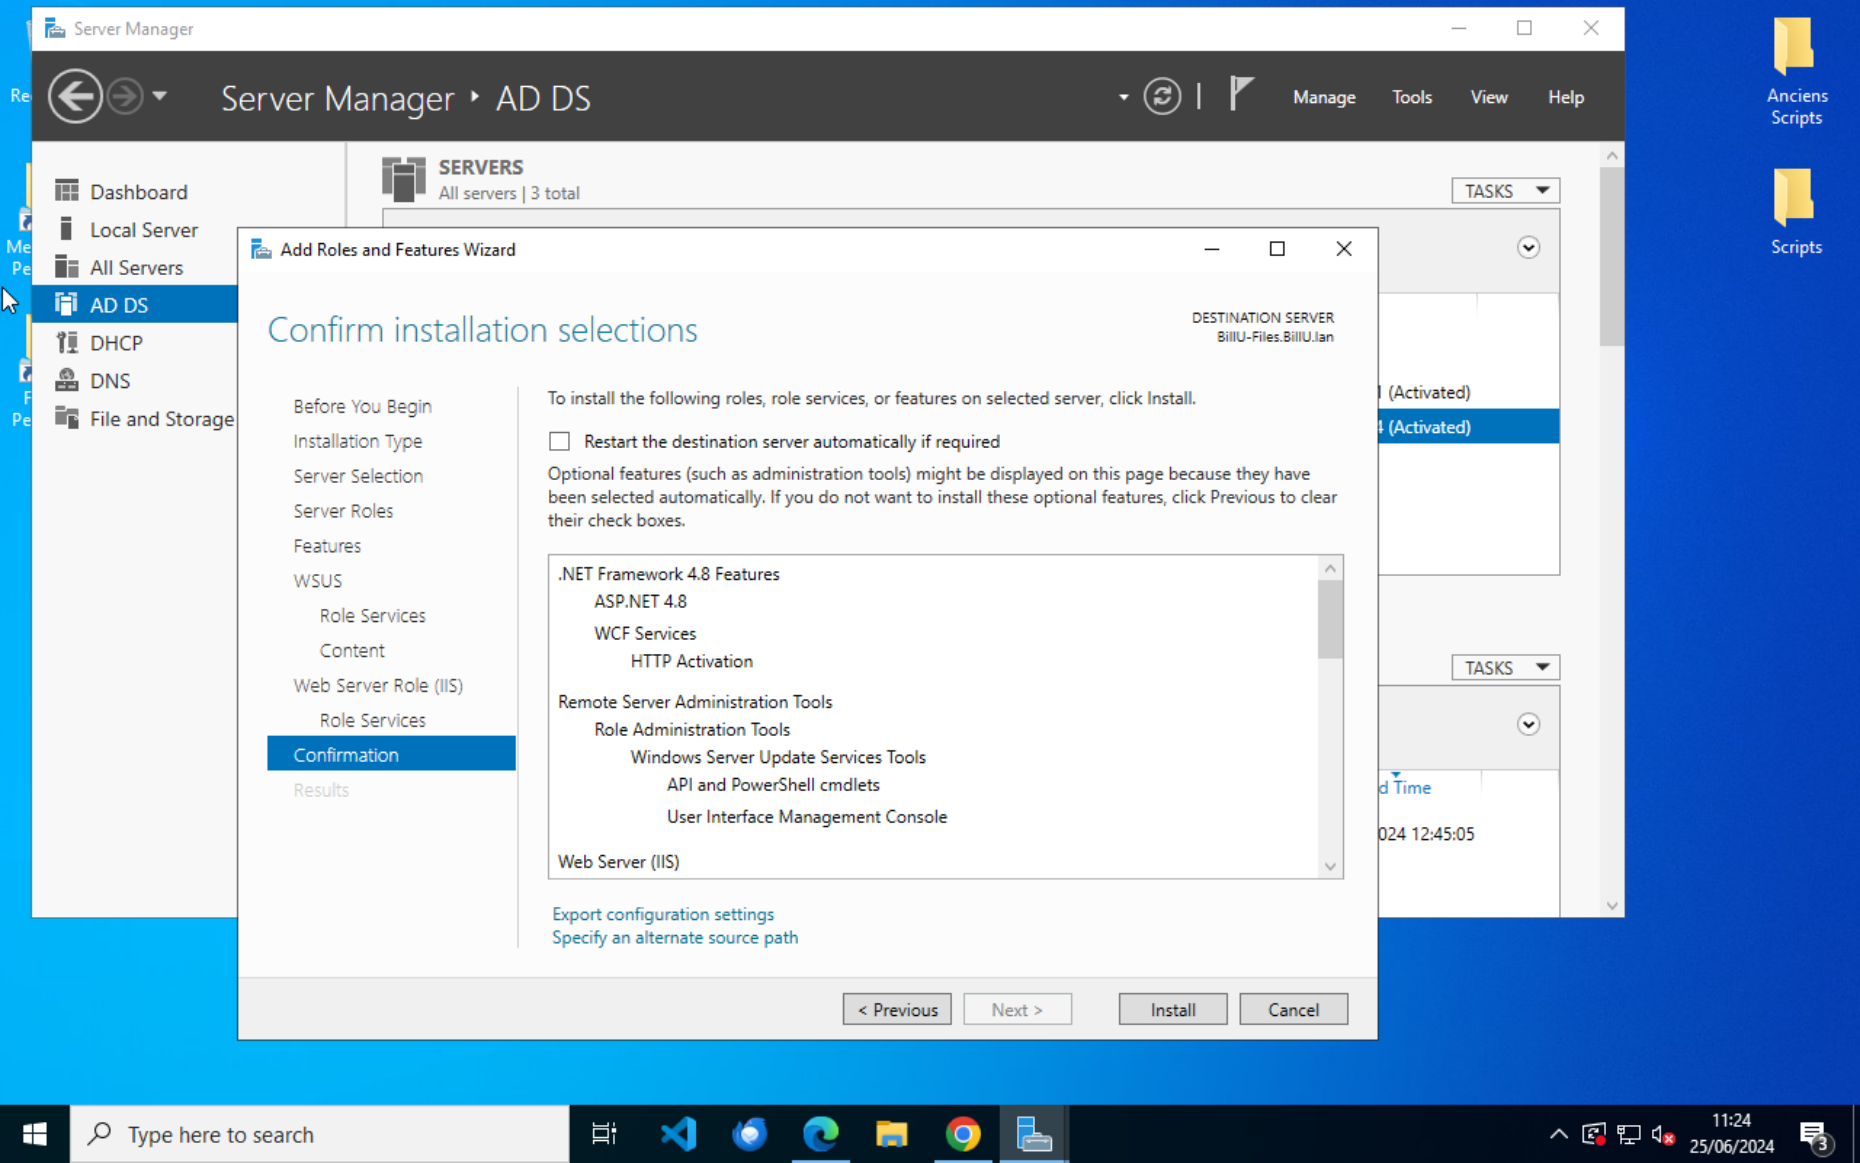 Server Manager
Server Manager ‣ AD DS
Manage
Tools
View
Help
Dashboard
Local Server
All Servers
AD DS
DHCP
DNS
File and Storage
SERVERS
All servers | 3 total
TASKS
(Activated)
4 (Activated)
TASKS
d Time
024 12:45:05
Add Roles and Features Wizard
Confirm installation selections
DESTINATION SERVER
BillU-Files.BillU.lan
Before You Begin
Installation Type
Server Selection
Server Roles
Features
WSUS
Role Services
Content
Web Server Role (IIS)
Role Services
Confirmation
Results
To install the following roles, role services, or features on selected server, click Install.
Restart the destination server automatically if required
Optional features (such as administration tools) might be displayed on this page because they have
been selected automatically. If you do not want to install these optional features, click Previous to clear
their check boxes.
.NET Framework 4.8 Features
ASP.NET 4.8
WCF Services
HTTP Activation
Remote Server Administration Tools
Role Administration Tools
Windows Server Update Services Tools
API and PowerShell cmdlets
User Interface Management Console
Web Server (IIS)
Export configuration settings
Specify an alternate source path
< Previous
Next >
Install
Cancel
Anciens
Scripts
Scripts
Re
Me
Pe
F
Pe
Type here to search
11:24
25/06/2024
3